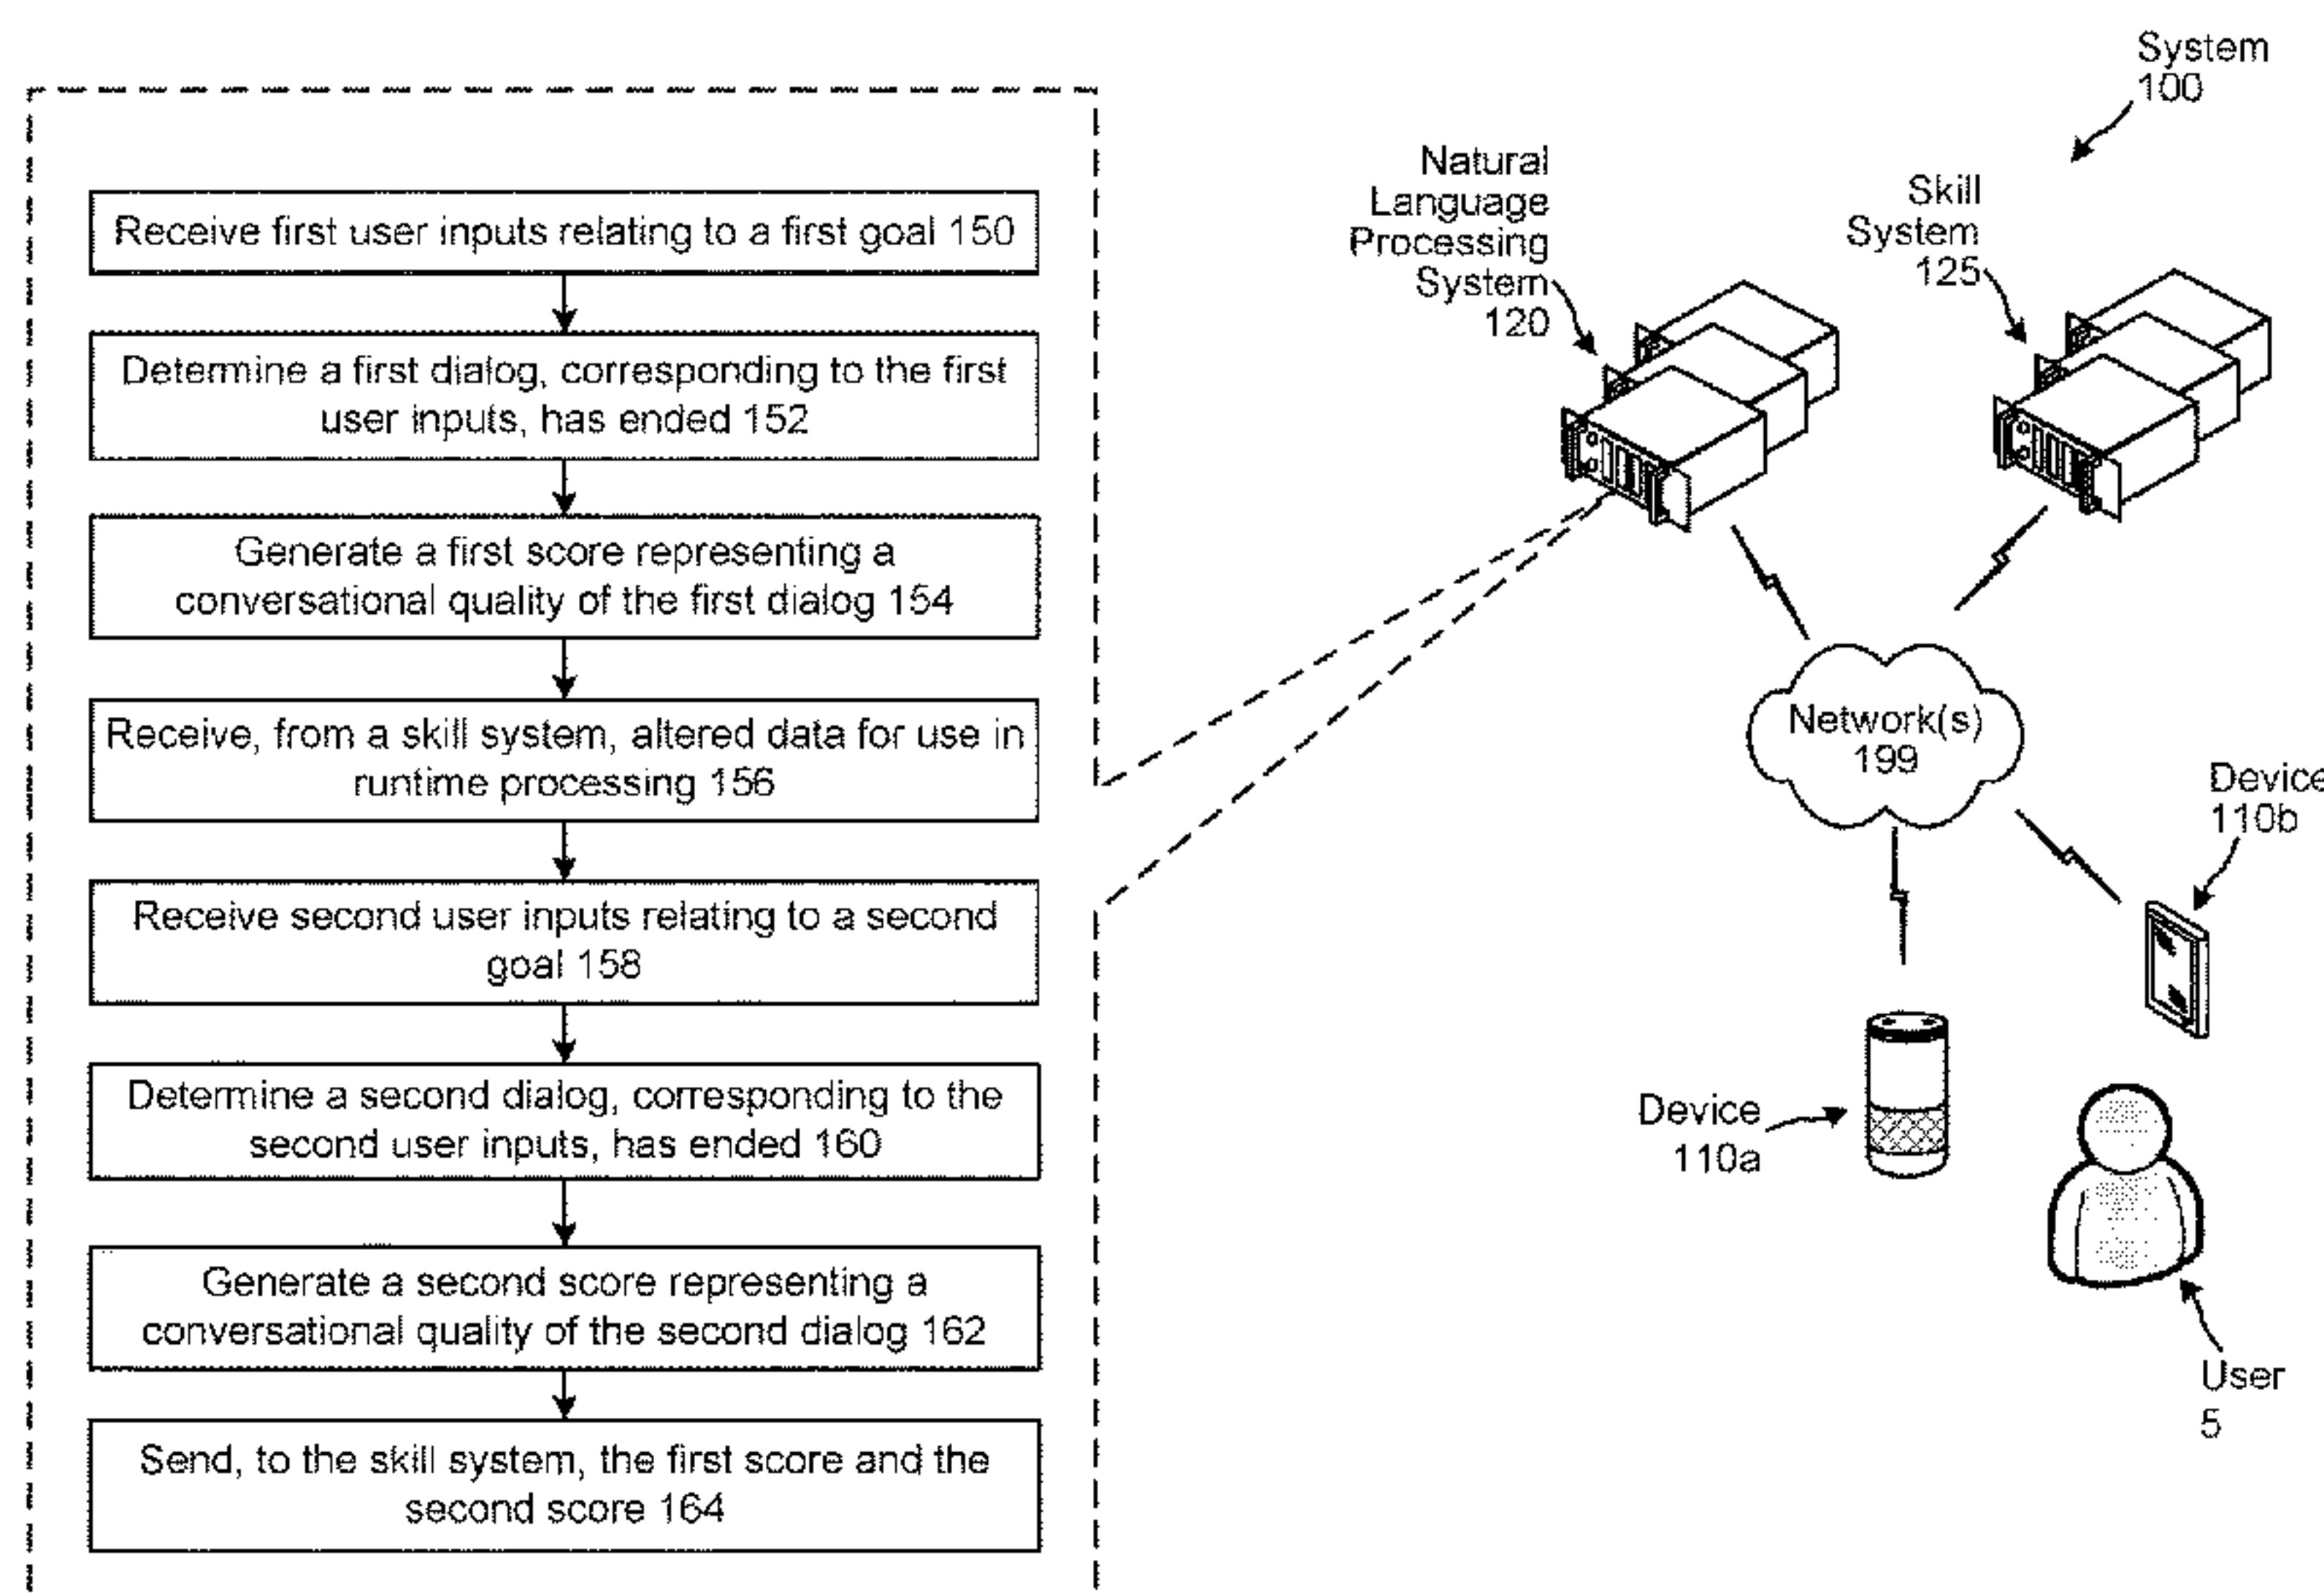 Receive first user inputs relating to a first goal 150
Determine a first dialog, corresponding to the first
user inputs, has ended 152
Generate a first score representing a
conversational quality of the first dialog 154
Receive, from a skill system, altered data for use in
runtime processing 156
Receive second user inputs relating to a second
goal 158
Determine a second dialog, corresponding to the
second user inputs, has ended 160
Generate a second score representing a
conversational quality of the second dialog 162
Send, to the skill system, the first score and the
second score 164
System
100
Natural
Language
Processing
System
120
Skill
System
125
Network(s)
199
Device
110b
Device
110a
User
5